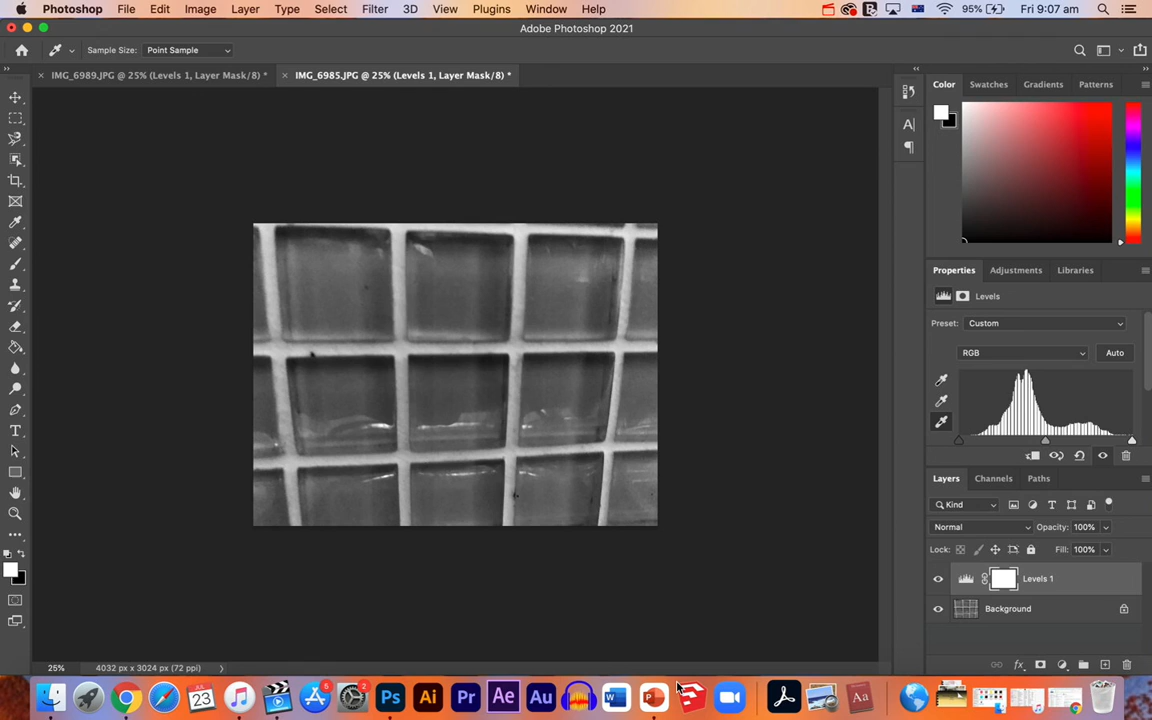 Photoshop File Edit Image Layer Type Select Filter 3D View Plugins Window Help 95% Fri 9:07 am
Adobe Photoshop 2021
Sample Size: Point Sample
IMG_6989.JPG @ 25% (Levels 1, Layer Mask/8) * IMG_6985.JPG @ 25% (Levels 1, Layer Mask/8) *
Color Swatches Gradients Patterns
Properties Adjustments Libraries
Levels
Preset: Custom
RGB Auto
Layers Channels Paths
Kind
Normal Opacity: 100%
Lock: Fill: 100%
Levels 1
Background
25% 4032 px x 3024 px (72 ppi)
JUL 23 5 2 Ps Ai Pr Ae Au W P Aa